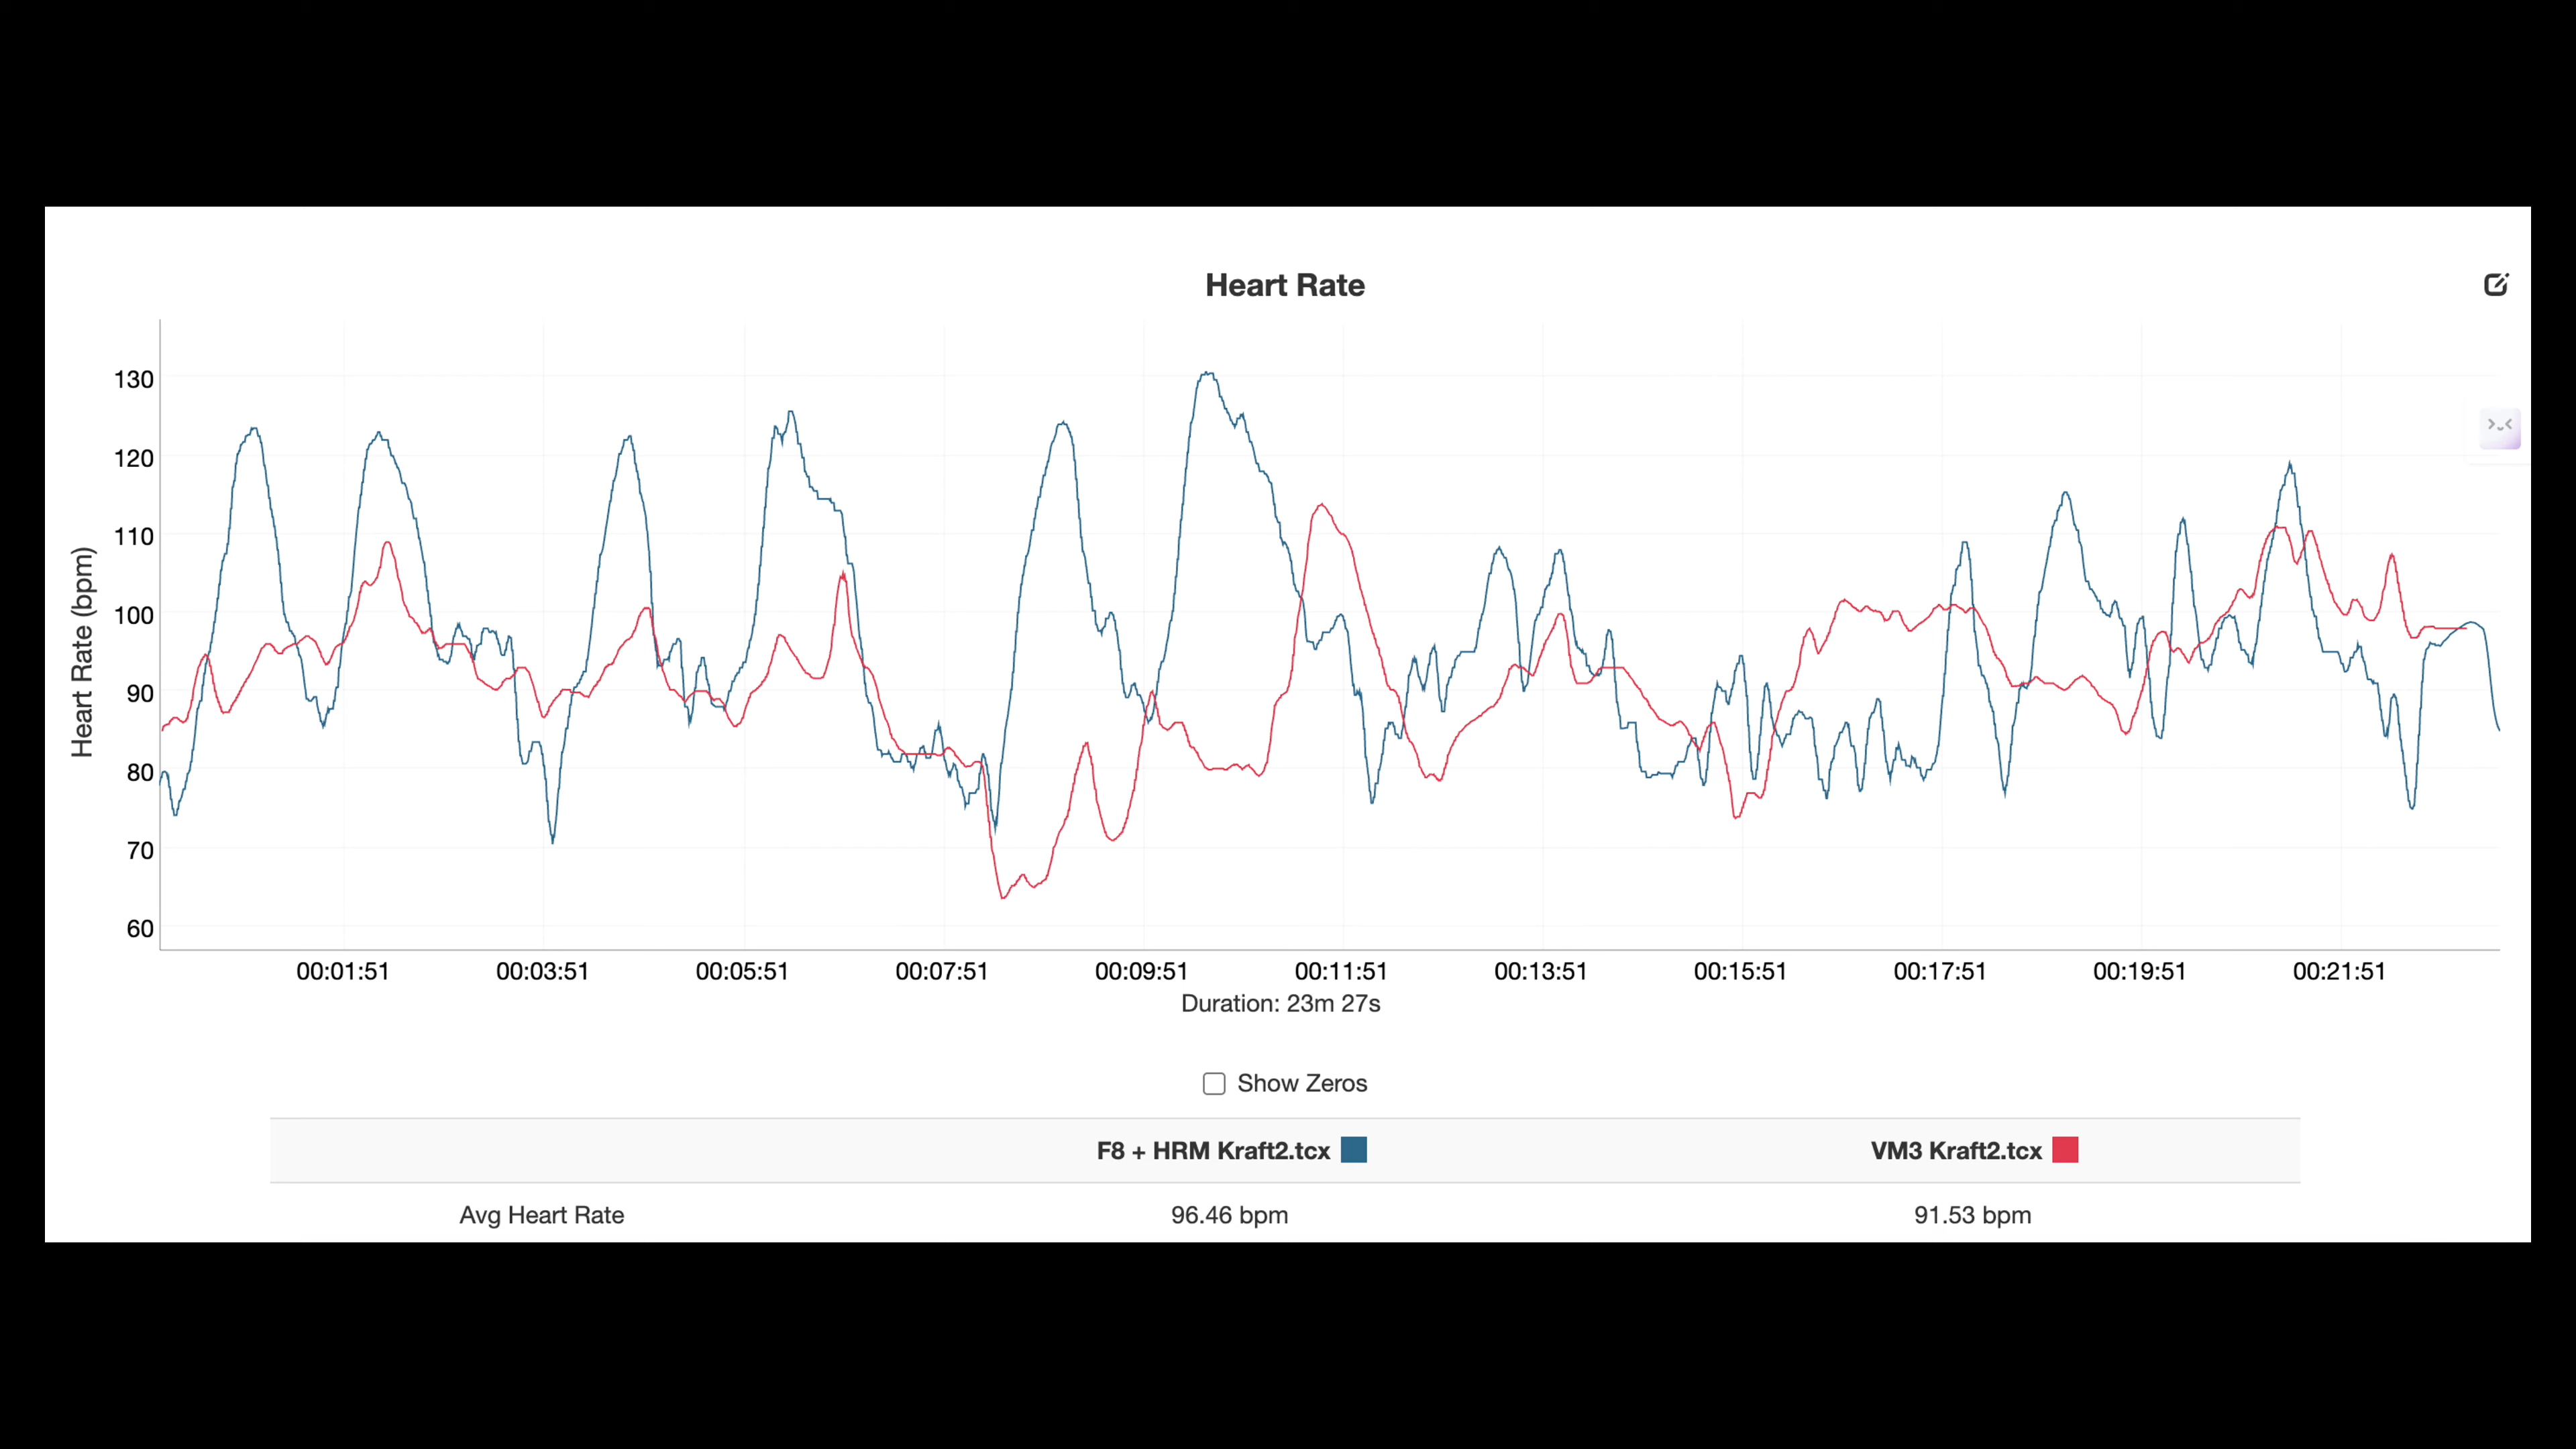 Heart Rate
130
120
110
100
90
80
70
60
Heart Rate (bpm)
00:01:51 00:03:51 00:05:51 00:07:51 00:09:51 00:11:51 00:13:51 00:15:51 00:17:51 00:19:51 00:21:51
Duration: 23m 27s
Show Zeros
F8 + HRM Kraft2.tcx VM3 Kraft2.tcx
Avg Heart Rate 96.46 bpm 91.53 bpm